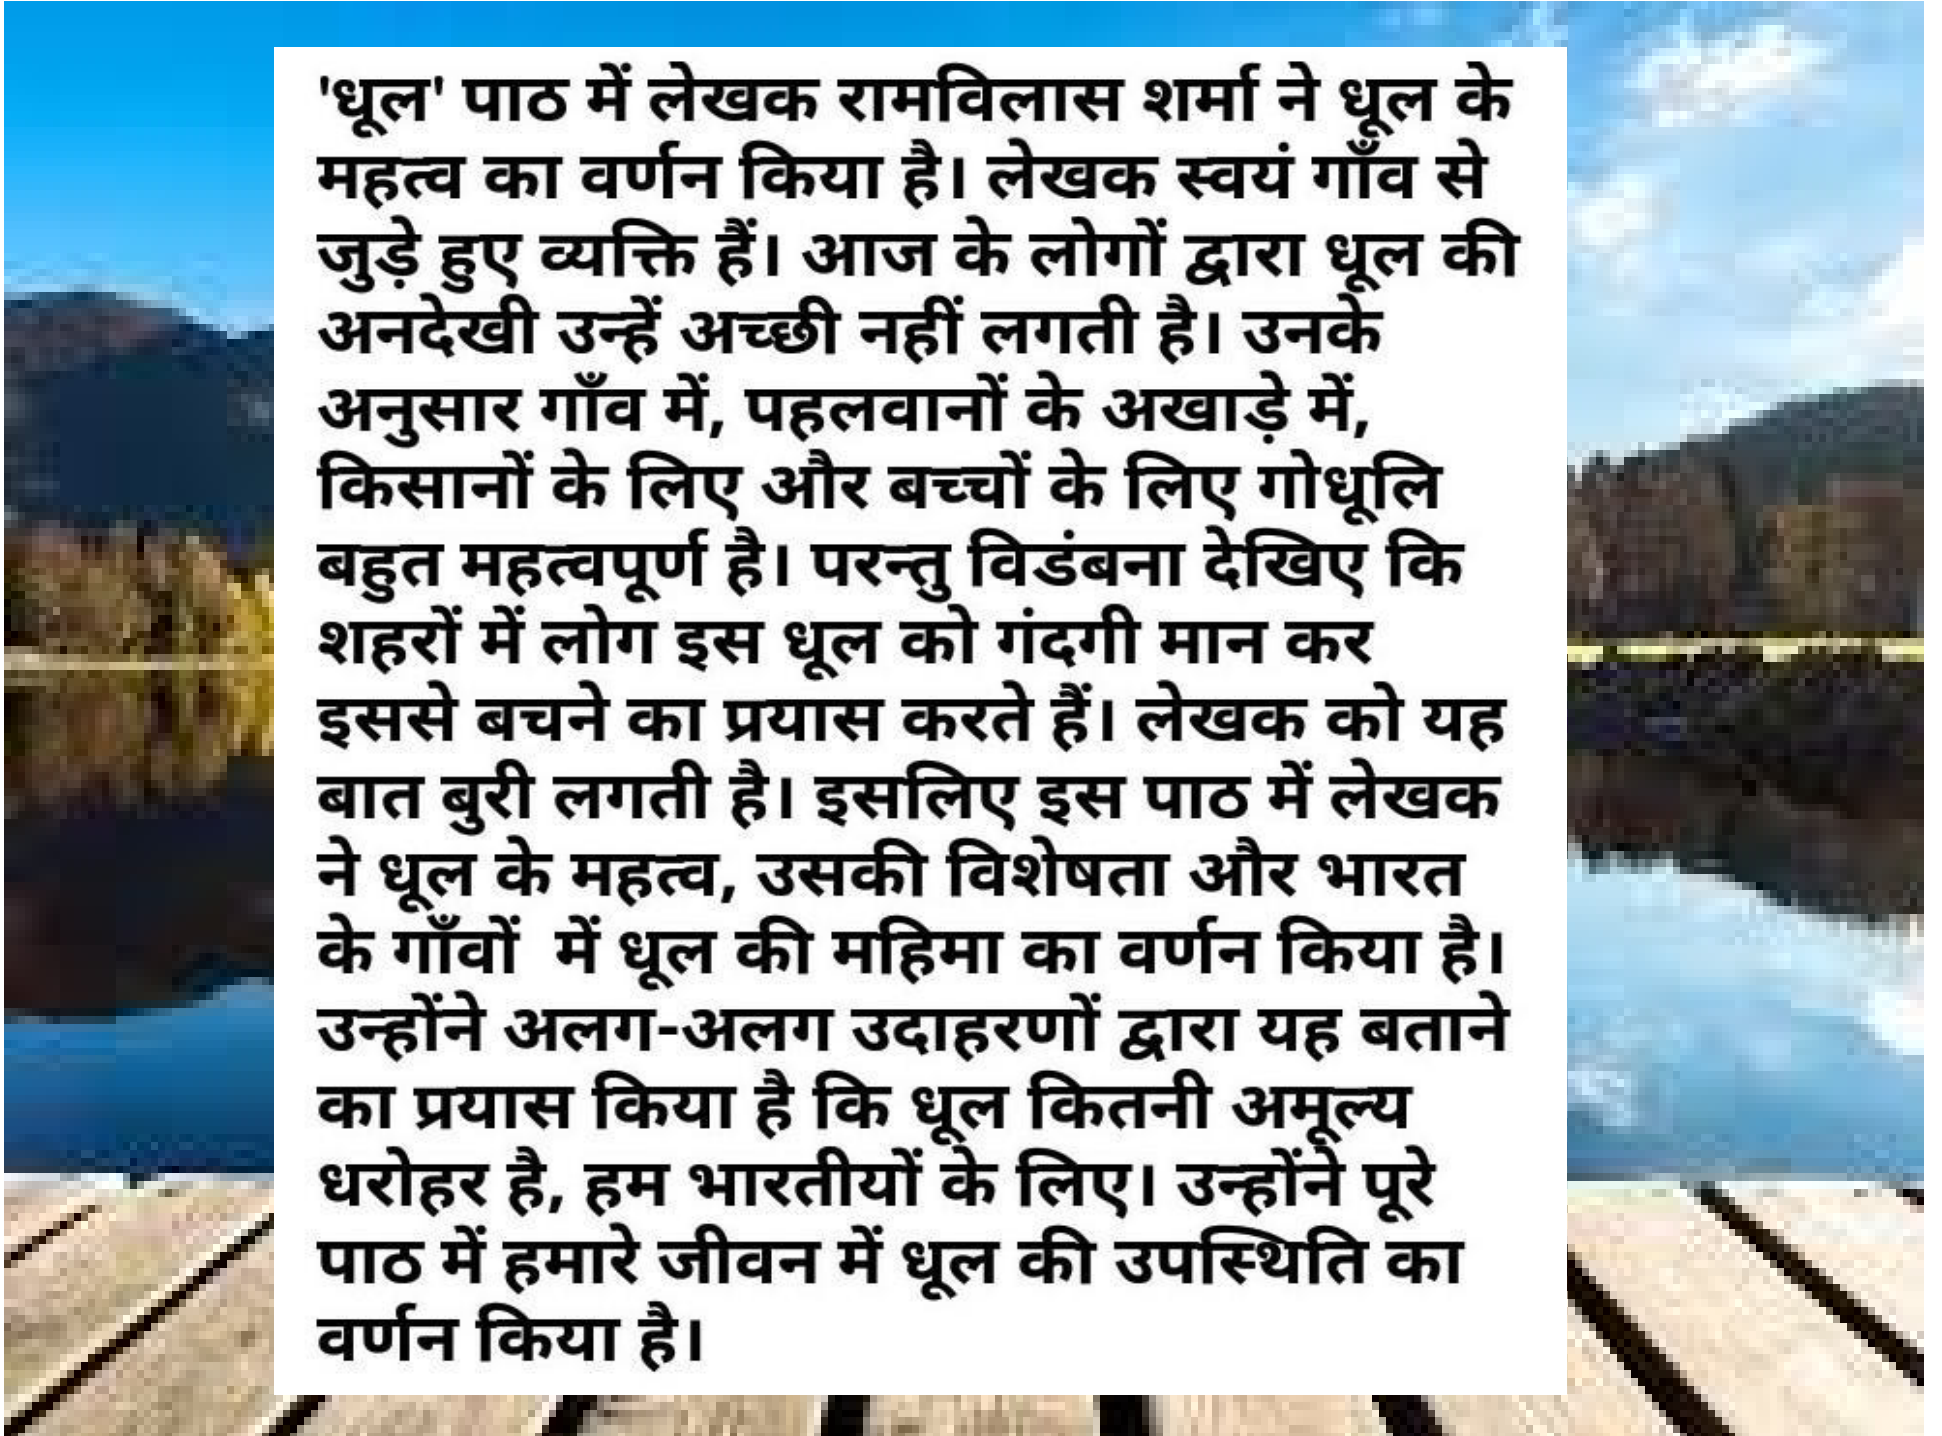 'धूल' पाठ में लेखक रामविलास शर्मा ने धूल के
महत्व का वर्णन किया है। लेखक स्वयं गाँव से
जुड़े हुए व्यक्ति हैं। आज के लोगों द्वारा धूल की
अनदेखी उन्हें अच्छी नहीं लगती है। उनके
अनुसार गाँव में, पहलवानों के अखाड़े में,
किसानों के लिए और बच्चों के लिए गोधूलि
बहुत महत्वपूर्ण है। परन्तु विडंबना देखिए कि
शहरों में लोग इस धूल को गंदगी मान कर
इससे बचने का प्रयास करते हैं। लेखक को यह
बात बुरी लगती है। इसलिए इस पाठ में लेखक
ने धूल के महत्व, उसकी विशेषता और भारत
के गाँवों में धूल की महिमा का वर्णन किया है।
उन्होंने अलग-अलग उदाहरणों द्वारा यह बताने
का प्रयास किया है कि धूल कितनी अमूल्य
धरोहर है, हम भारतीयों के लिए। उन्होंने पूरे
पाठ में हमारे जीवन में धूल की उपस्थिति का
वर्णन किया है।